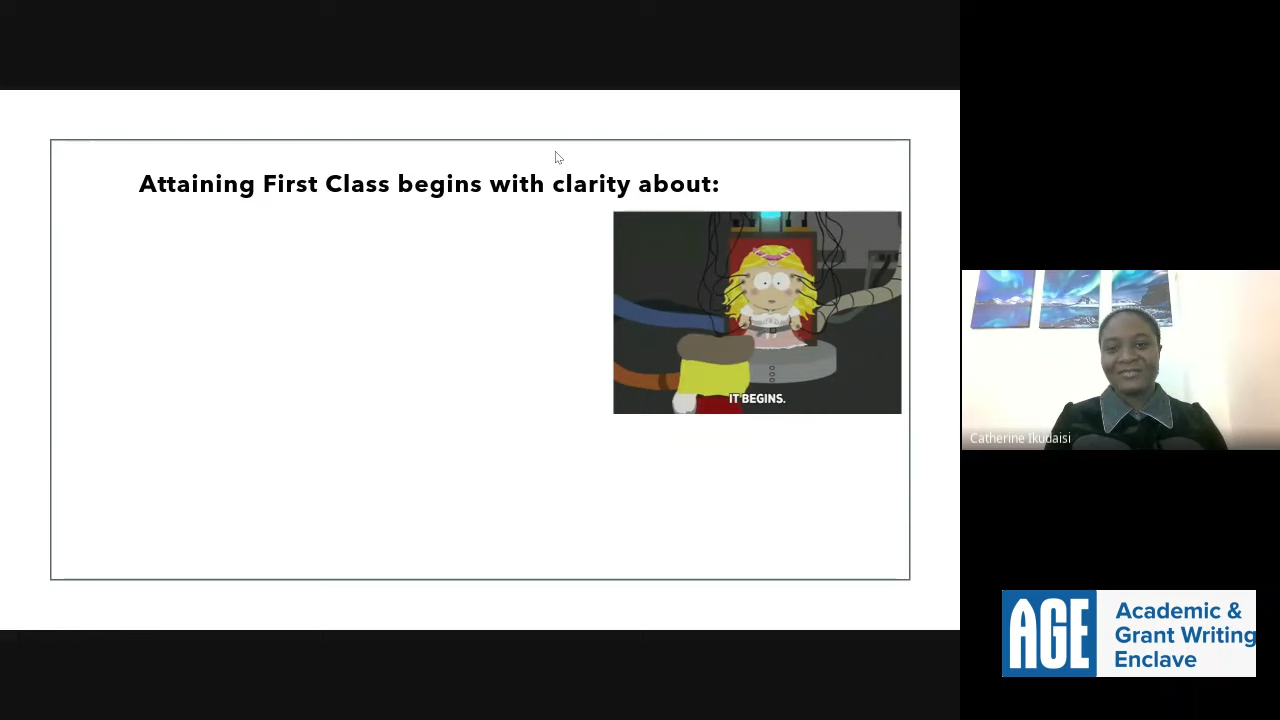 Attaining First Class begins with clarity about:
IT BEGINS.
Catherine Ikudaisi
AGE
Academic &
Grant Writing
Enclave